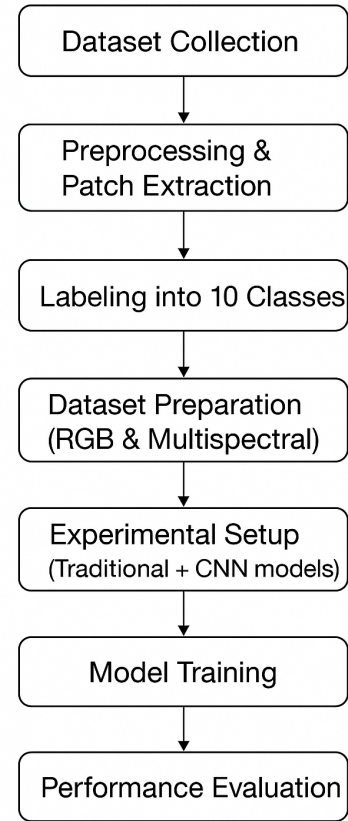 Dataset Collection
Preprocessing &
Patch Extraction
Labeling into 10 Classes
Dataset Preparation
(RGB & Multispectral)
Experimental Setup
(Traditional + CNN models)
Model Training
Performance Evaluation